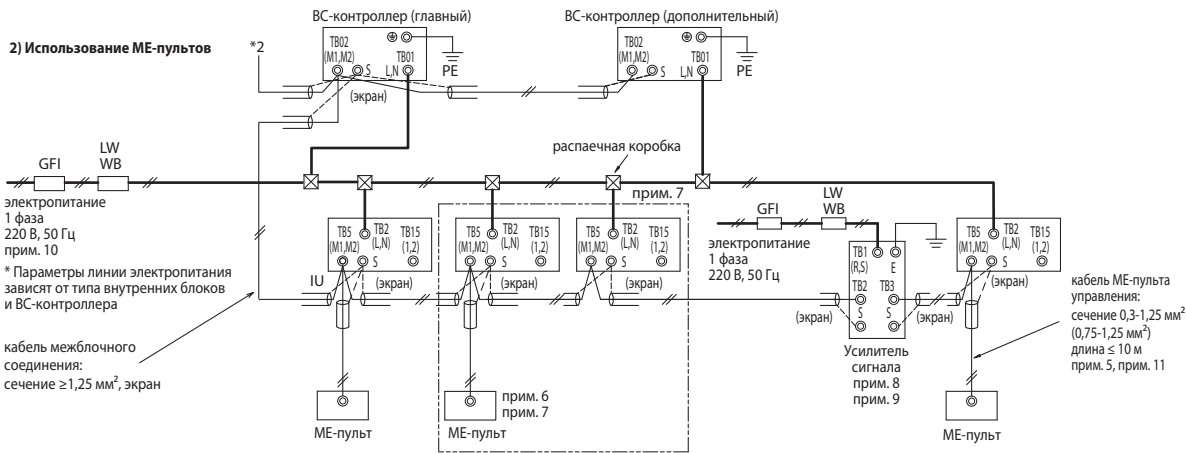 ВС-контроллер (главный)
ВС-контроллер (дополнительный)
2) Использование МЕ-пультов
*2
TB02
(M1,M2)
S
TB01
L,N
PE
(экран)
TB02
(M1,M2)
S
TB01
L,N
PE
распаечная коробка
прим. 7
GFI
LW
WB
электропитание
1 фаза
220 В, 50 Гц
прим. 10
* Параметры линии электропитания
зависят от типа внутренних блоков
и ВС-контроллера
кабель межблочного
соединения:
сечение ≥1,25 мм², экран
IU
TB5
(M1,M2)
TB2
(L,N)
TB15
(1,2)
S
(экран)
TB5
(M1,M2)
TB2
(L,N)
TB15
(1,2)
S
(экран)
TB5
(M1,M2)
TB2
(L,N)
TB15
(1,2)
S
(экран)
GFI
LW
WB
электропитание
1 фаза
220 В, 50 Гц
TB1
(R,S)
E
TB2
TB3
S
S
(экран)
(экран)
Усилитель
сигнала
прим. 8
прим. 9
TB5
(M1,M2)
TB2
(L,N)
TB15
(1,2)
S
(экран)
кабель МЕ-пульта
управления:
сечение 0,3-1,25 мм²
(0,75-1,25 мм²)
длина ≤ 10 м
прим. 5, прим. 11
МЕ-пульт
прим. 6
прим. 7
МЕ-пульт
МЕ-пульт